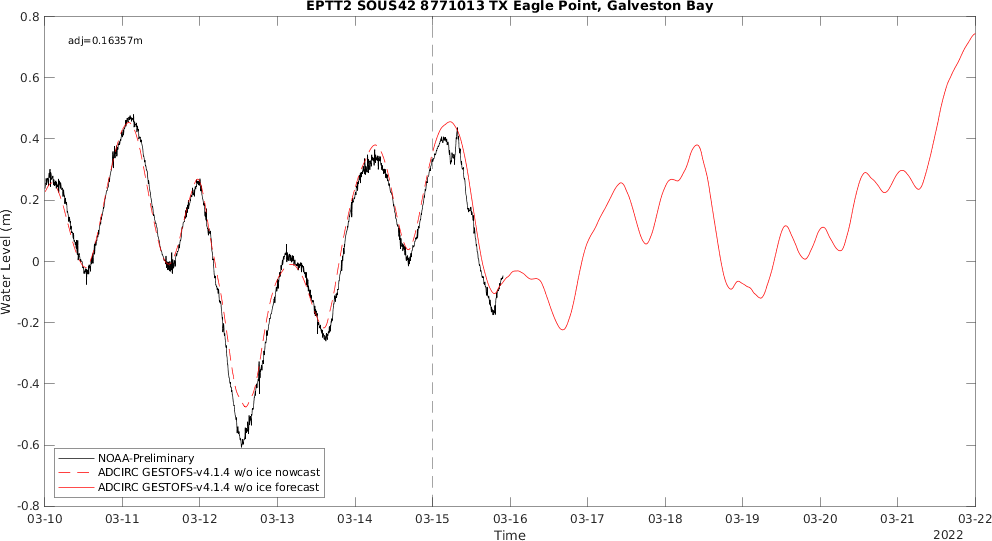 EPTT2 SOUS42 8771013 TX Eagle Point, Galveston Bay
adj=0.16357m
0.8
0.6
0.4
0.2
0
-0.2
-0.4
-0.6
-0.8
Water Level (m)
NOAA-Preliminary
ADCIRC GESTOFS-v4.1.4 w/o ice nowcast
ADCIRC GESTOFS-v4.1.4 w/o ice forecast
03-10 03-11 03-12 03-13 03-14 03-15 03-16 03-17 03-18 03-19 03-20 03-21 03-22
Time
2022